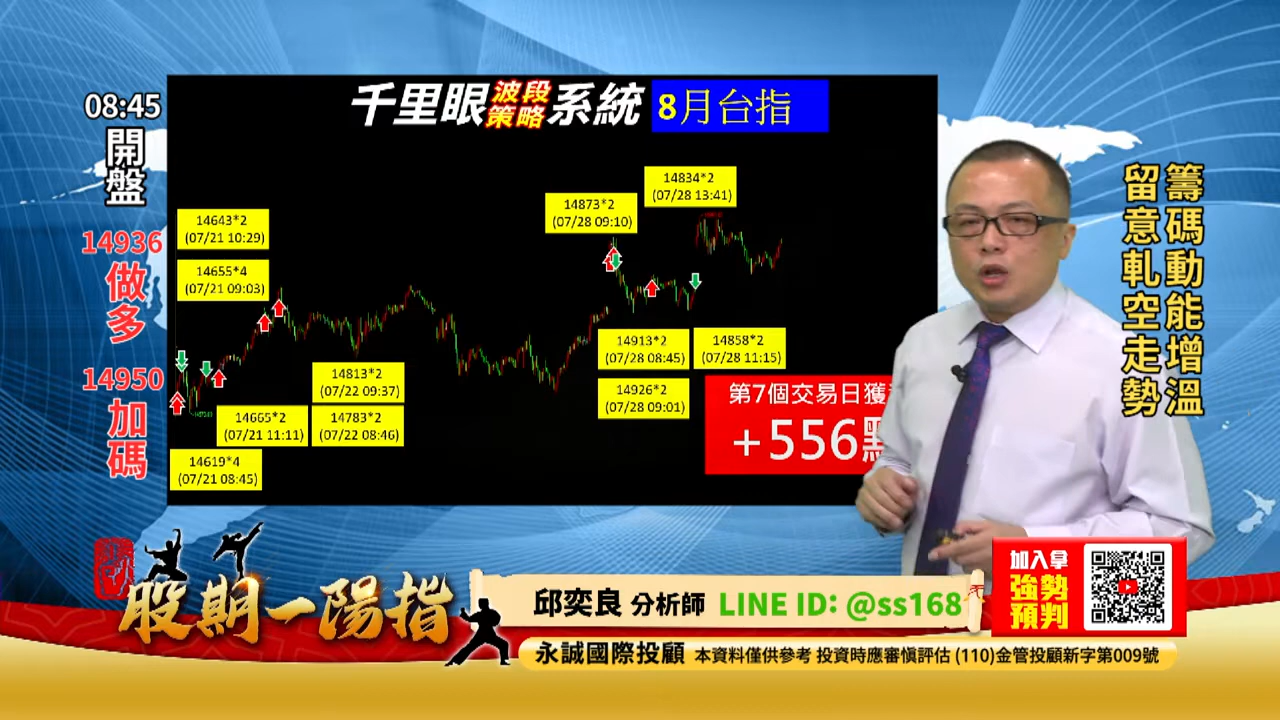 08:45
開盤
14936
做多
14950
加碼
千里眼波段策略系統
8月台指
14643*2
(07/21 10:29)
14655*4
(07/21 09:03)
14813*2
(07/22 09:37)
14665*2
(07/21 11:11)
14783*2
(07/22 08:46)
14619*4
(07/21 08:45)
14873*2
(07/28 09:10)
14834*2
(07/28 13:41)
14913*2
(07/28 08:45)
14858*2
(07/28 11:15)
14926*2
(07/28 09:01)
第7個交易日獲
+556點
籌碼動能增溫
留意軋空走勢
股期一陽指
邱奕良 分析師 LINE ID: @ss168
永誠國際投顧 本資料僅供參考 投資時應審慎評估 (110)金管投顧新字第009號
加入拿
強勢
預判